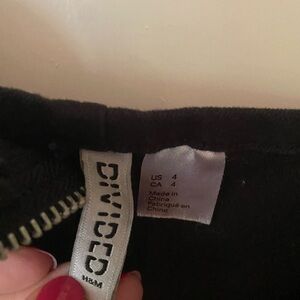 DIVIDED
H&M
US 4
CA 4
Made in
China
Fabriqué en
Chine